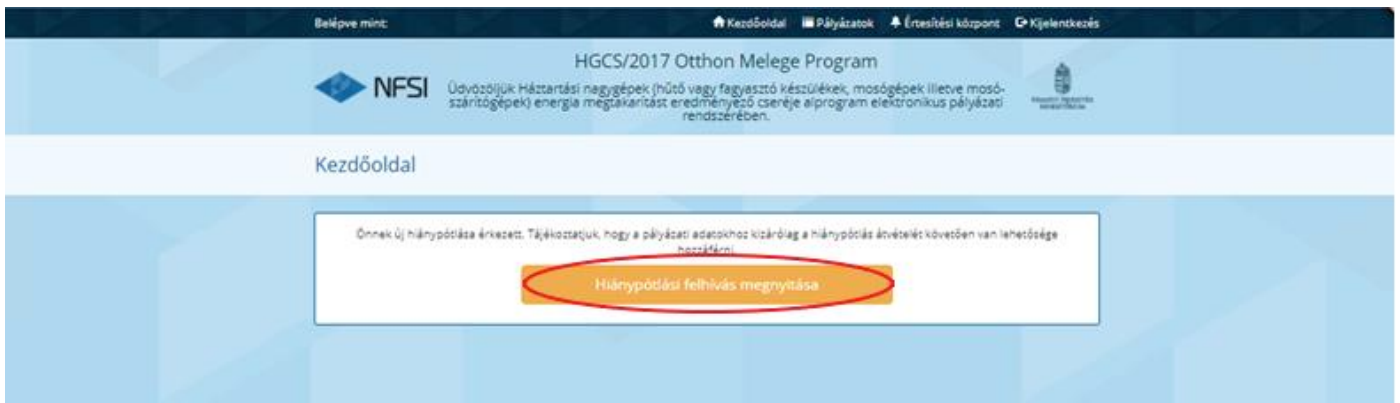 Belépve mint:
Kezdőoldal Pályázatok Értesítési központ Kijelentkezés
HGCS/2017 Otthon Melege Program
NFSI
Üdvözöljük Háztartási nagygépek (hűtő vagy fagyasztó készülékek, mosógépek illetve mosó-
szárítógépek) energia megtakarítást eredményező cseréje alprogram elektronikus pályázati
rendszerében.
Kezdőoldal
Önnek új hiánypótlása érkezett. Tájékoztatjuk, hogy a pályázati adatokhoz kizárólag a hiánypótlás átvételét követően van lehetősége
hozzáférni.
Hiánypótlási felhívás megnyitása